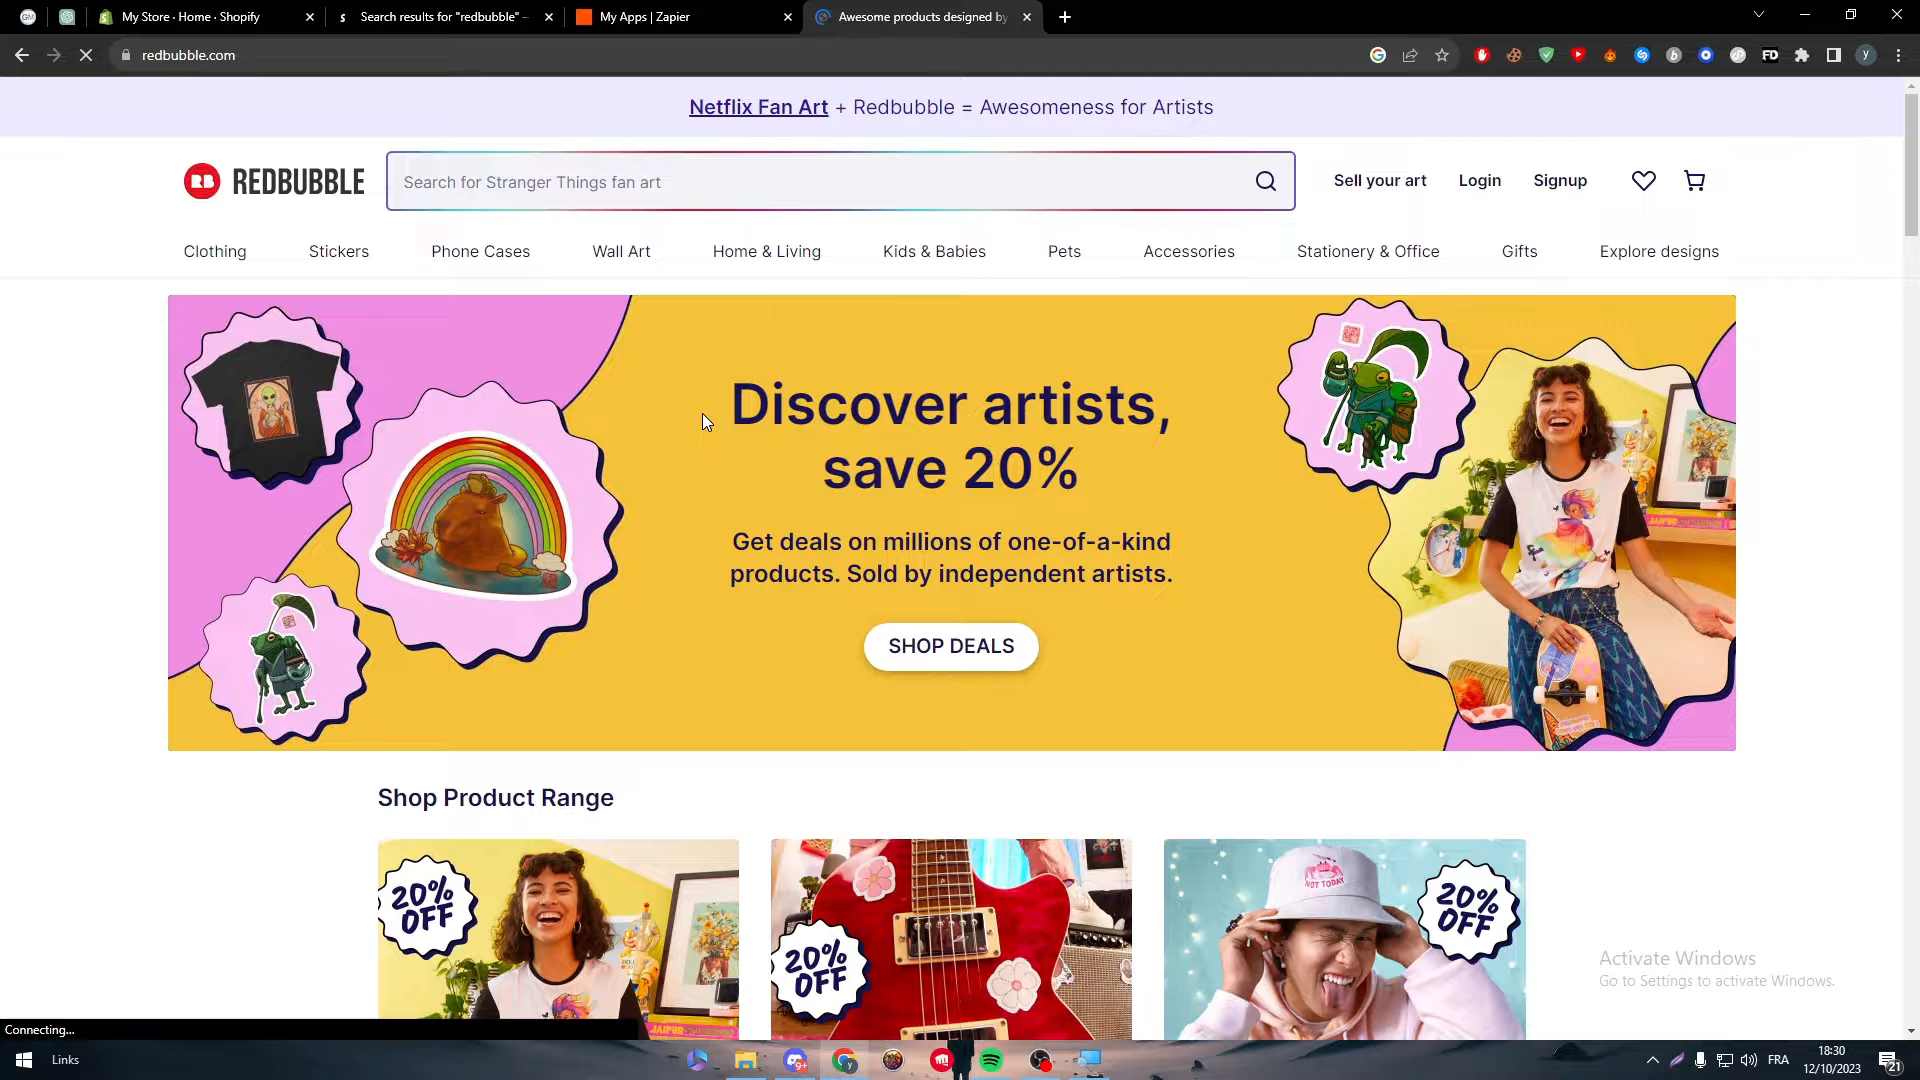 My Store · Home · Shopify
Search results for "redbubble" –
My Apps | Zapier
Awesome products designed by
redbubble.com
Netflix Fan Art + Redbubble = Awesomeness for Artists
RB REDBUBBLE
Search for Stranger Things fan art
Sell your art
Login
Signup
Clothing
Stickers
Phone Cases
Wall Art
Home & Living
Kids & Babies
Pets
Accessories
Stationery & Office
Gifts
Explore designs
Discover artists,
save 20%
Get deals on millions of one-of-a-kind
products. Sold by independent artists.
SHOP DEALS
Shop Product Range
20%
OFF
20%
OFF
NOT TODAY
20%
OFF
Activate Windows
Go to Settings to activate Windows.
Connecting...
Links
FRA
18:30
12/10/2023
21